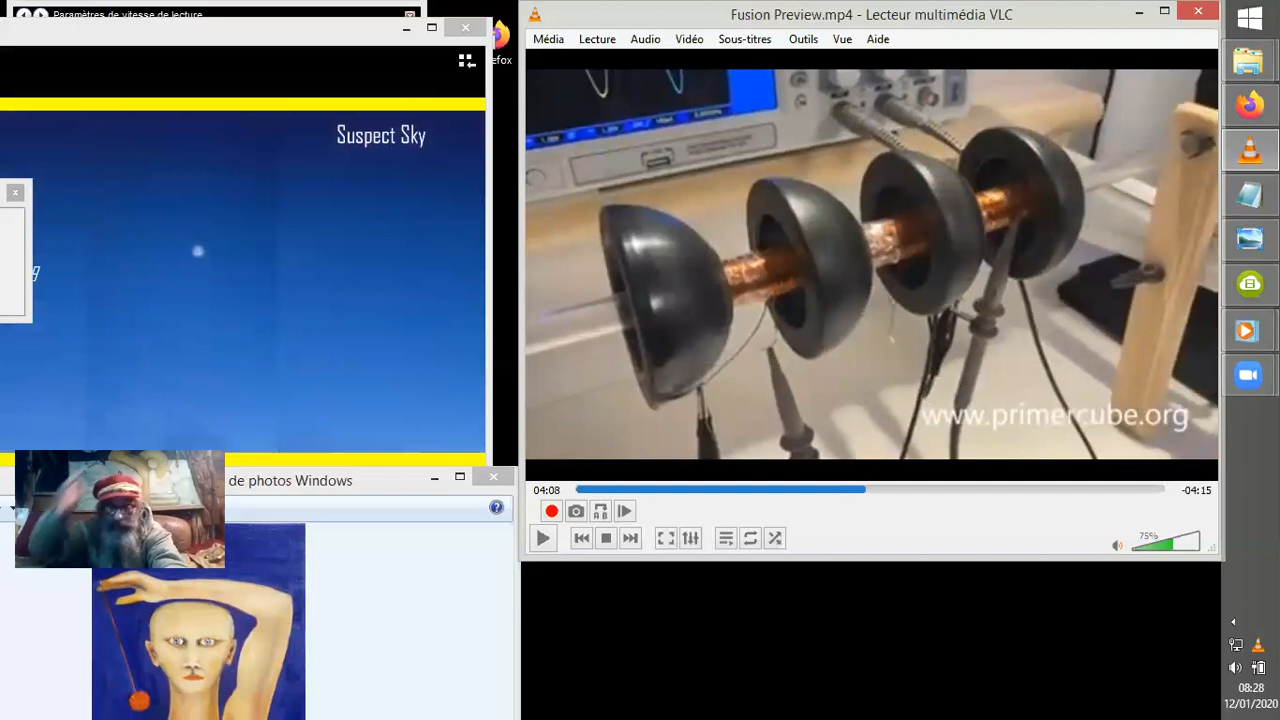 Paramètres de vitesse de lecture
efox
Suspect Sky
g
de photos Windows
Fusion Preview.mp4 - Lecteur multimédia VLC
Média Lecture Audio Vidéo Sous-titres Outils Vue Aide
www.primercube.org
04:08
-04:15
75%
08:28
12/01/2020